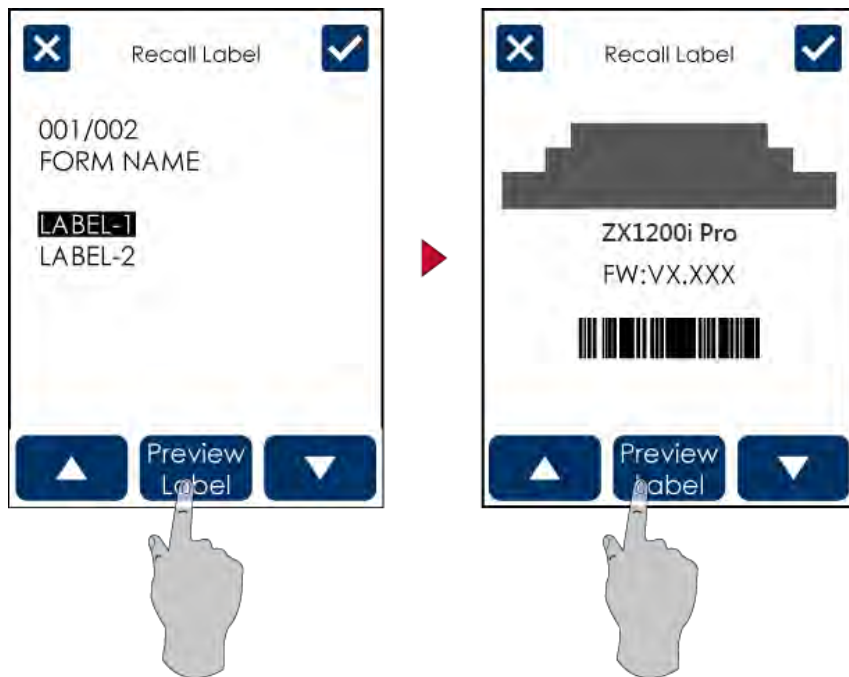 Recall Label
001/002
FORM NAME
LABEL-1
LABEL-2
Preview
Label
Recall Label
ZX1200i Pro
FW:VX.XXX
Preview
Label